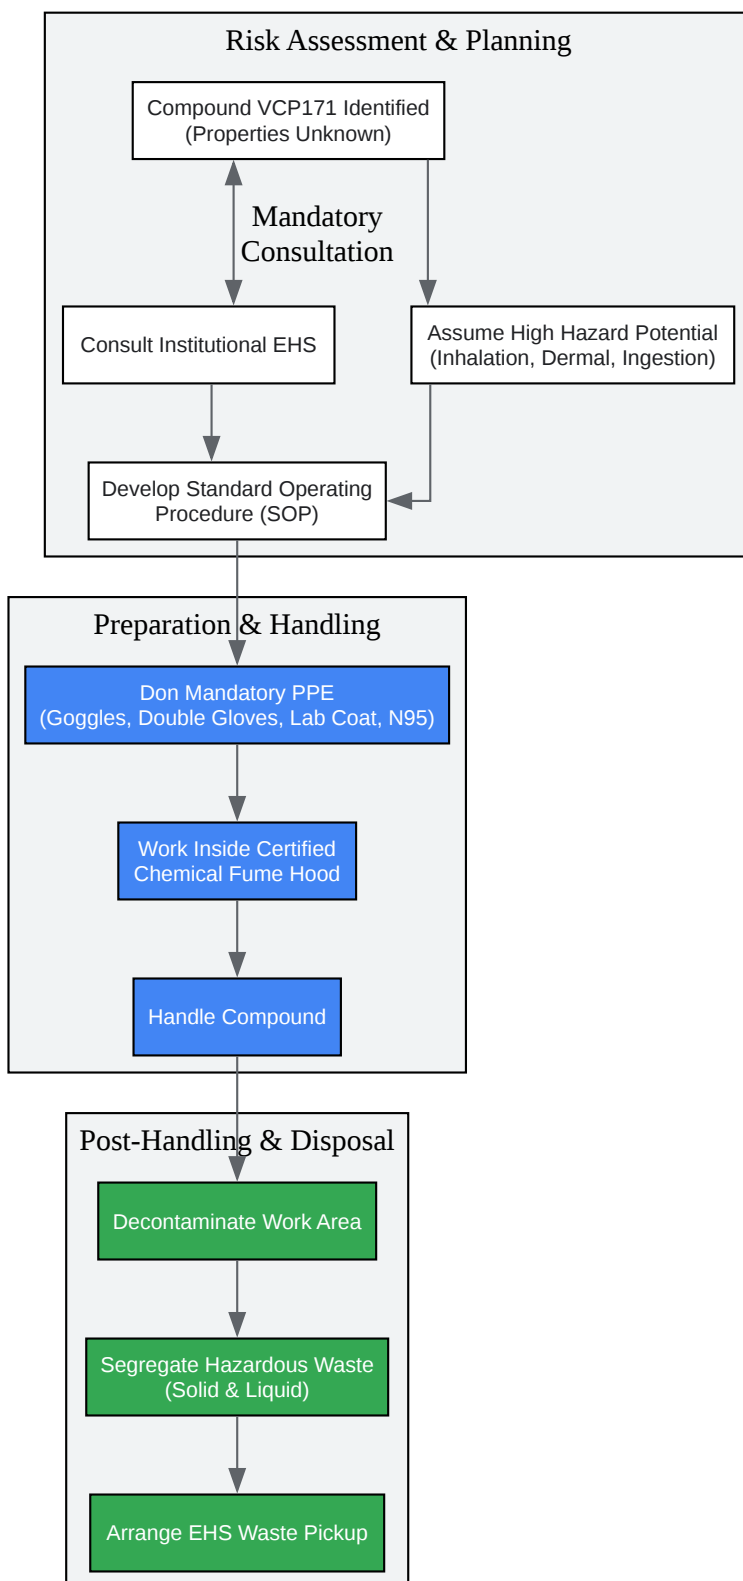 Risk Assessment & Planning
Compound VCP171 Identified
(Properties Unknown)
Mandatory
Consultation
Consult Institutional EHS
Assume High Hazard Potential
(Inhalation, Dermal, Ingestion)
Develop Standard Operating
Procedure (SOP)
Preparation & Handling
Don Mandatory PPE
(Goggles, Double Gloves, Lab Coat, N95)
Work Inside Certified
Chemical Fume Hood
Handle Compound
Post-Handling & Disposal
Decontaminate Work Area
Segregate Hazardous Waste
(Solid & Liquid)
Arrange EHS Waste Pickup